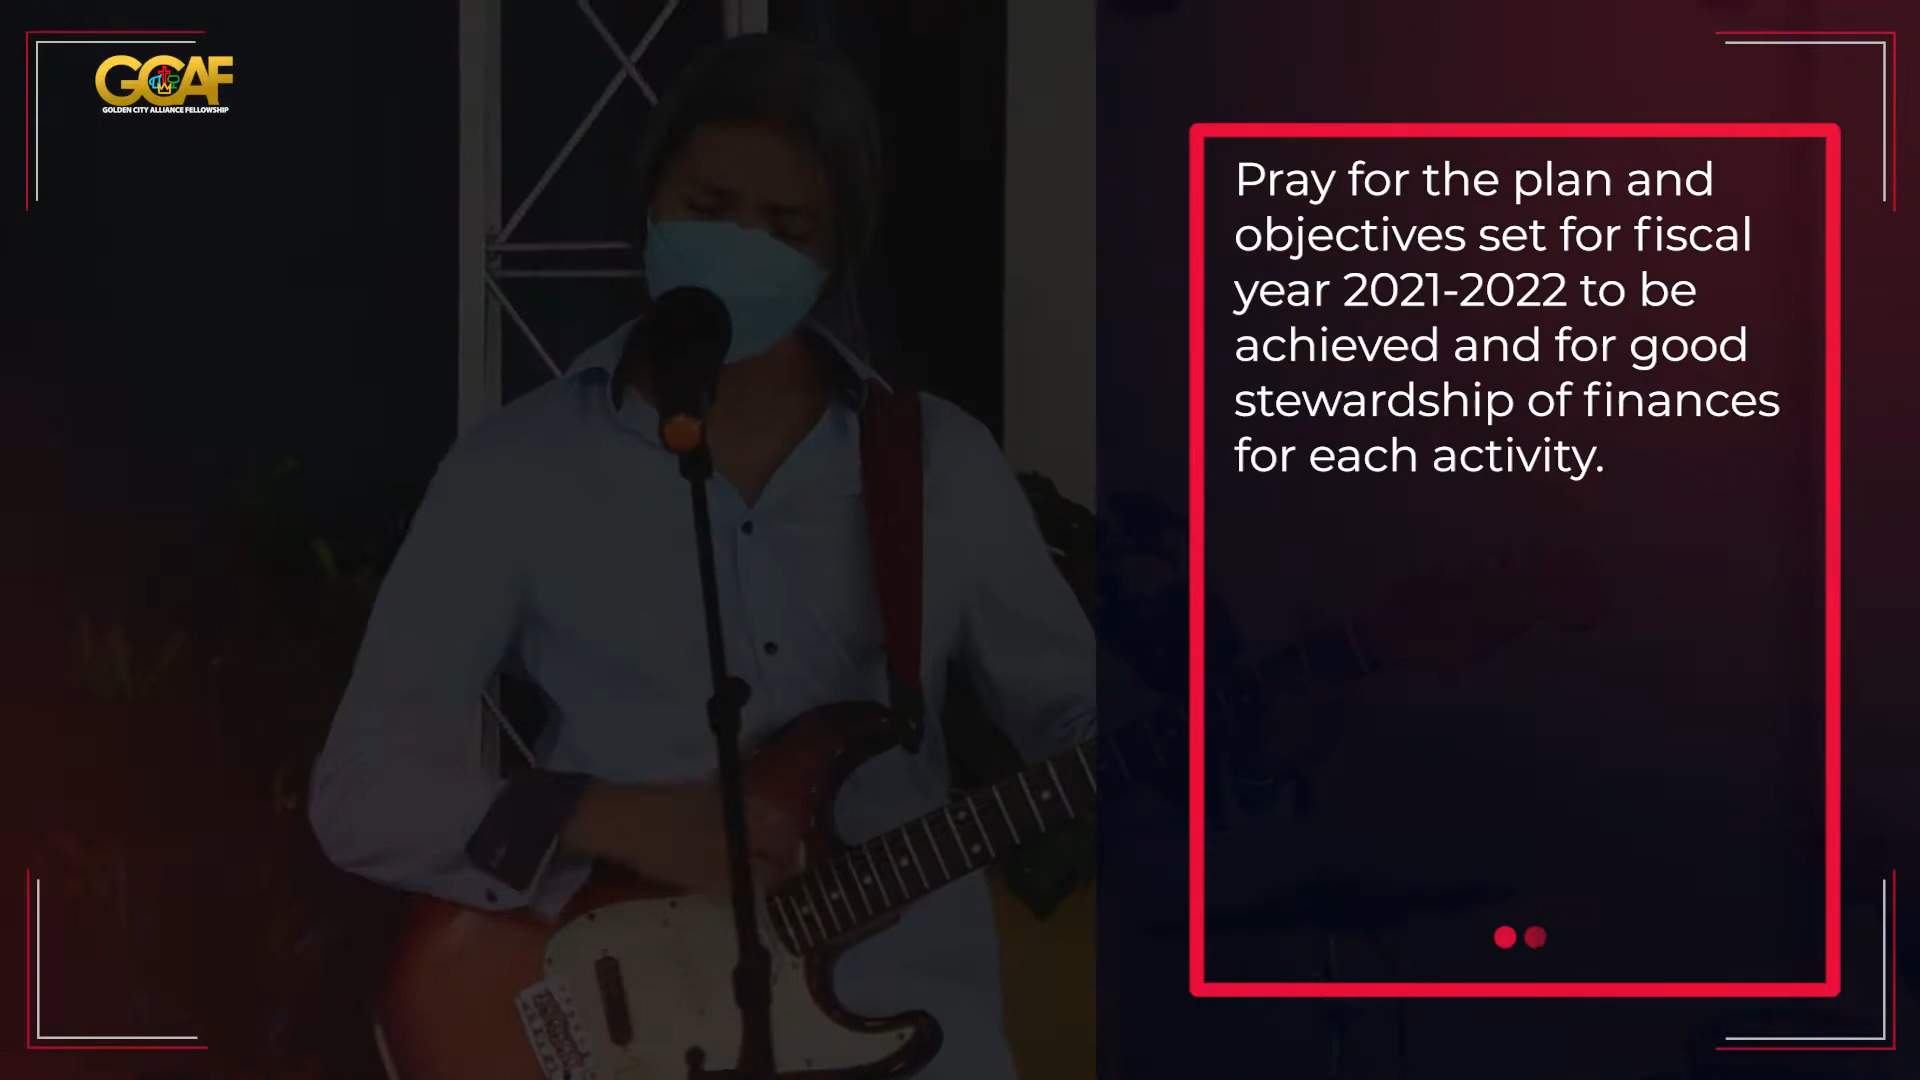 GCAF
GOLDEN CITY ALLIANCE FELLOWSHIP
Pray for the plan and
objectives set for fiscal
year 2021-2022 to be
achieved and for good
stewardship of finances
for each activity.